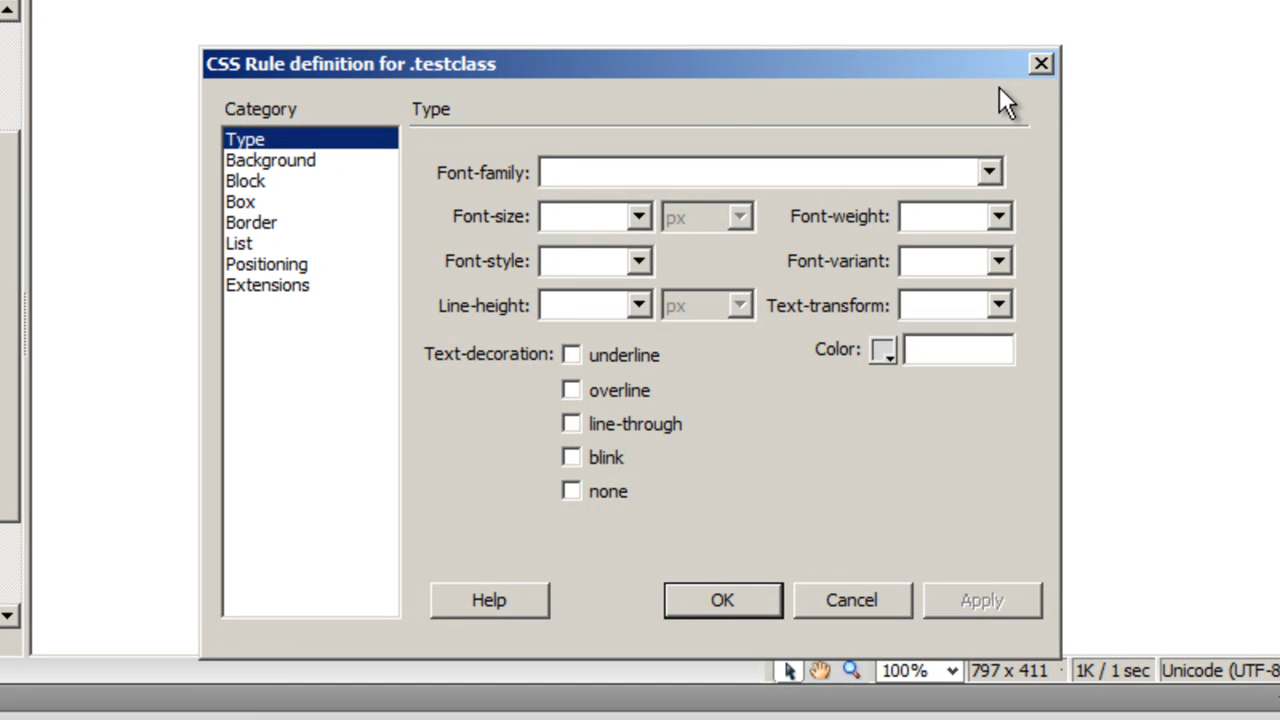 CSS Rule definition for .testclass
Category
Type
Type
Background
Block
Box
Border
List
Positioning
Extensions
Font-family:
Font-size:
px
Font-weight:
Font-style:
Font-variant:
Line-height:
px
Text-transform:
Text-decoration:
underline
Color:
overline
line-through
blink
none
Help
OK
Cancel
Apply
100%
797 x 411
1K / 1 sec
Unicode (UTF-8